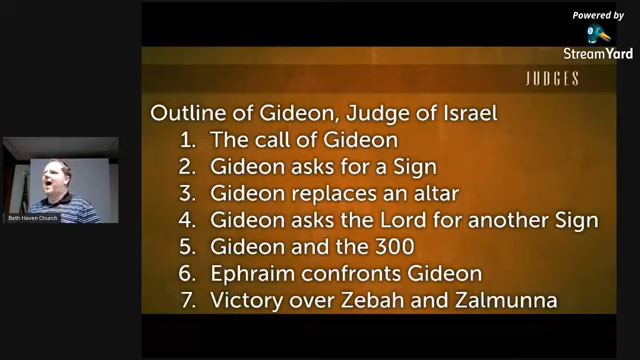 Powered by
StreamYard
JUDGES
Outline of Gideon, Judge of Israel
1. The call of Gideon
2. Gideon asks for a Sign
3. Gideon replaces an altar
4. Gideon asks the Lord for another Sign
5. Gideon and the 300
6. Ephraim confronts Gideon
7. Victory over Zebah and Zalmunna
Beth Haven Church